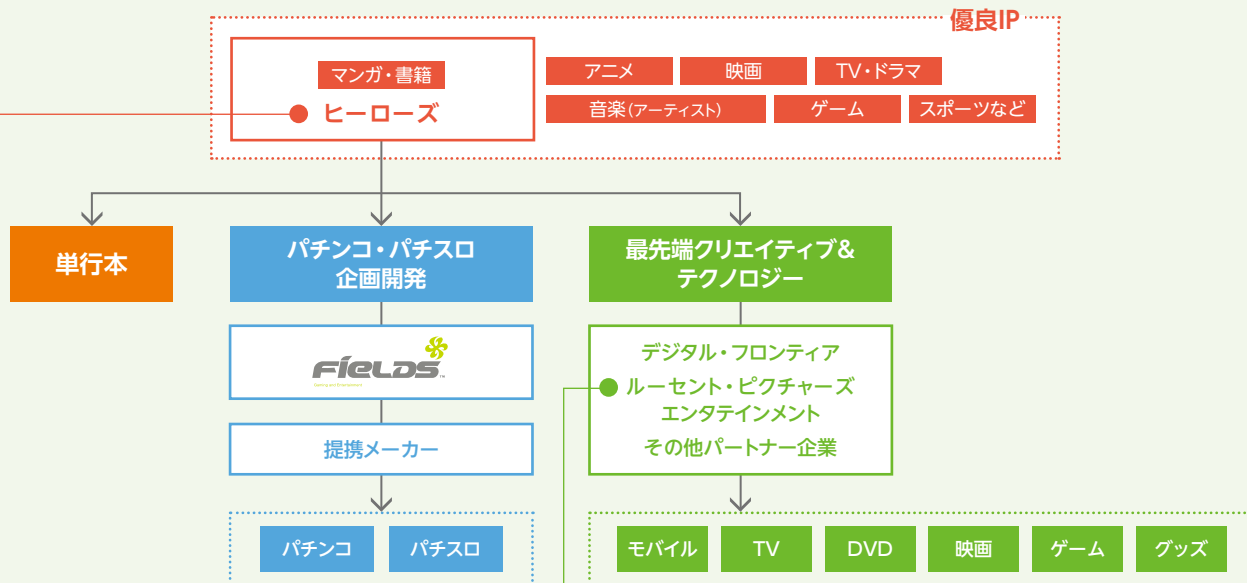 優良IP
マンガ・書籍
ヒーローズ
アニメ
映画
TV・ドラマ
音楽(アーティスト)
ゲーム
スポーツなど
単行本
パチンコ・パチスロ
企画開発
FIELDS
提携メーカー
パチンコ
パチスロ
最先端クリエイティブ&
テクノロジー
デジタル・フロンティア
ルーセント・ピクチャーズ
エンタテインメント
その他パートナー企業
モバイル
TV
DVD
映画
ゲーム
グッズ